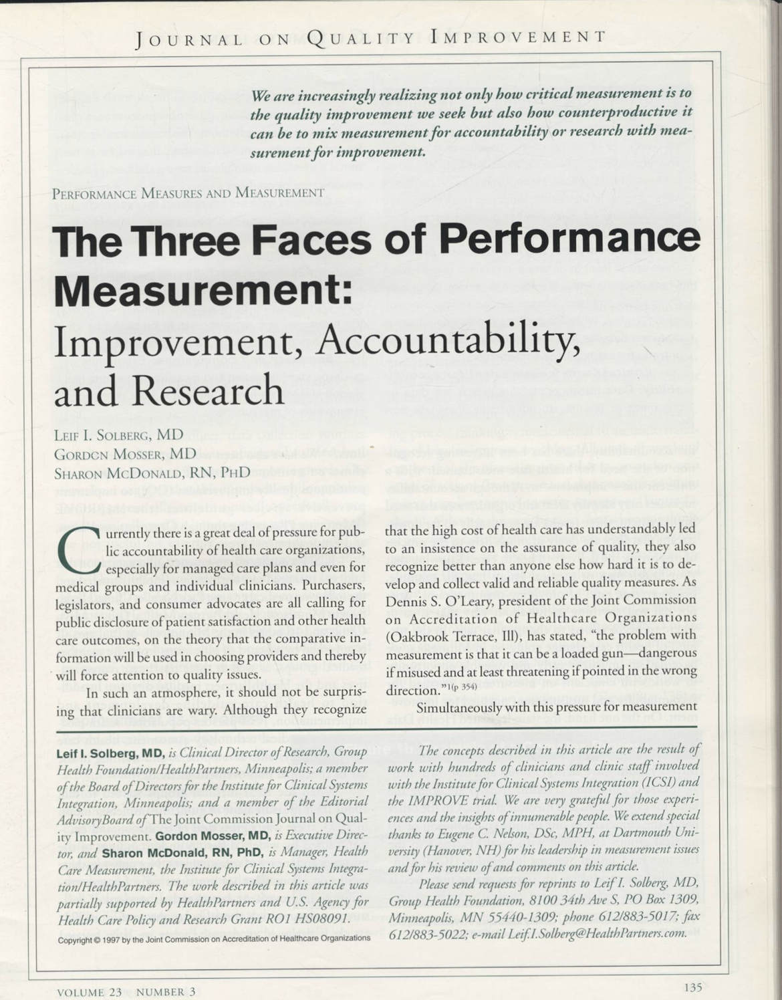 JOURNAL ON QUALITY IMPROVEMENT
We are increasingly realizing not only how critical measurement is to
the quality improvement we seek but also how counterproductive it
can be to mix measurement for accountability or research with mea-
surement for improvement.
PERFORMANCE MEASURES AND MEASUREMENT
The Three Faces of Performance
Measurement:
Improvement, Accountability,
and Research
LEIF I. SOLBERG, MD
GORDON MOSSER, MD
SHARON MCDONALD, RN, PHD
Currently there is a great deal of pressure for pub-
lic accountability of health care organizations,
especially for managed care plans and even for
medical groups and individual clinicians. Purchasers,
legislators, and consumer advocates are all calling for
public disclosure of patient satisfaction and other health
care outcomes, on the theory that the comparative in-
formation will be used in choosing providers and thereby
will force attention to quality issues.
In such an atmosphere, it should not be surpris-
ing that clinicians are wary. Although they recognize
that the high cost of health care has understandably led
to an insistence on the assurance of quality, they also
recognize better than anyone else how hard it is to de-
velop and collect valid and reliable quality measures. As
Dennis S. O'Leary, president of the Joint Commission
on Accreditation of Healthcare Organizations
(Oakbrook Terrace, Ill), has stated, "the problem with
measurement is that it can be a loaded gun—dangerous
if misused and at least threatening if pointed in the wrong
direction."1(p 354)
Simultaneously with this pressure for measurement
Leif I. Solberg, MD, is Clinical Director of Research, Group
Health Foundation/HealthPartners, Minneapolis; a member
of the Board of Directors for the Institute for Clinical Systems
Integration, Minneapolis; and a member of the Editorial
AdvisoryBoard of The Joint Commission Journal on Qual-
ity Improvement. Gordon Mosser, MD, is Executive Direc-
tor, and Sharon McDonald, RN, PhD, is Manager, Health
Care Measurement, the Institute for Clinical Systems Integra-
tion/HealthPartners. The work described in this article was
partially supported by HealthPartners and U.S. Agency for
Health Care Policy and Research Grant RO1 HS08091.
Copyright © 1997 by the Joint Commission on Accreditation of Healthcare Organizations
The concepts described in this article are the result of
work with hundreds of clinicians and clinic staff involved
with the Institute for Clinical Systems Integration (ICSI) and
the IMPROVE trial. We are very grateful for those experi-
ences and the insights of innumerable people. We extend special
thanks to Eugene C. Nelson, DSc, MPH, at Dartmouth Uni-
versity (Hanover, NH) for his leadership in measurement issues
and for his review of and comments on this article.
Please send requests for reprints to Leif I. Solberg, MD,
Group Health Foundation, 8100 34th Ave S, PO Box 1309,
Minneapolis, MN 55440-1309; phone 612/883-5017; fax
612/883-5022; e-mail Leif.I.Solberg@HealthPartners.com.
VOLUME 23 NUMBER 3
135